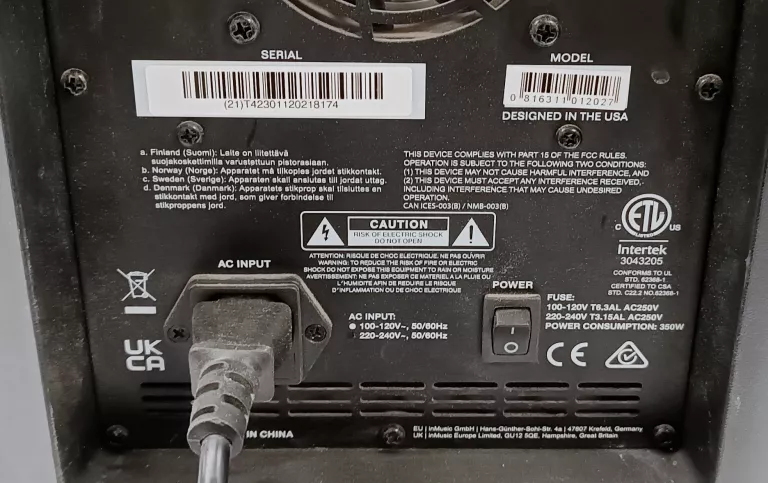 SERIAL
(21)T42301120218174
MODEL
0 816311 012027
DESIGNED IN THE USA
a. Finland (Suomi): Laite on liitettävä
suojakoskettimilla varustettuun pistorasiaan.
b. Norway (Norge): Apparatet må tilkoples jordet stikkontakt.
c. Sweden (Sverige): Apparaten skall anslutas till jordat uttag.
d. Denmark (Danmark): Apparatets stikprop skal tilsluttes en
stikkontakt med jord, som giver forbindelse til
stikproppens jord.
THIS DEVICE COMPLIES WITH PART 15 OF THE FCC RULES.
OPERATION IS SUBJECT TO THE FOLLOWING TWO CONDITIONS:
(1) THIS DEVICE MAY NOT CAUSE HARMFUL INTERFERENCE, AND
(2) THIS DEVICE MUST ACCEPT ANY INTERFERENCE RECEIVED,
INCLUDING INTERFERENCE THAT MAY CAUSE UNDESIRED
OPERATION.
CAN ICES-003(B) / NMB-003(B)
CAUTION
RISK OF ELECTRIC SHOCK
DO NOT OPEN
ATTENTION: RISQUE DE CHOC ELECTRIQUE. NE PAS OUVRIR
WARNING: TO REDUCE THE RISK OF FIRE OR ELECTRIC
SHOCK DO NOT EXPOSE THIS EQUIPMENT TO RAIN OR MOISTURE
AVERTISSEMENT: NE PAS EXPOSER CE MATERIEL A LA PLUIE OU
L'HUMIDITE AFIN DE REDUIRE LE RISQUE
D'INFLAMMATION OU DE CHOC ELECTRIQUE
C ETL US
LISTED
Intertek
3043205
CONFORMS TO UL
STD. 62368-1
CERTIFIED TO CSA
STD. C22.2 NO.62368-1
AC INPUT
AC INPUT:
100-120V~, 50/60Hz
220-240V~, 50/60Hz
POWER
I
O
FUSE:
100-120V T6.3AL AC250V
220-240V T3.15AL AC250V
POWER CONSUMPTION: 350W
UK
CA
CE
IN CHINA
EU | inMusic GmbH | Hans-Günther-Sohl-Str. 4a | 47807 Krefeld, Germany
UK | inMusic Europe Limited, GU12 5QE, Hampshire, Great Britain